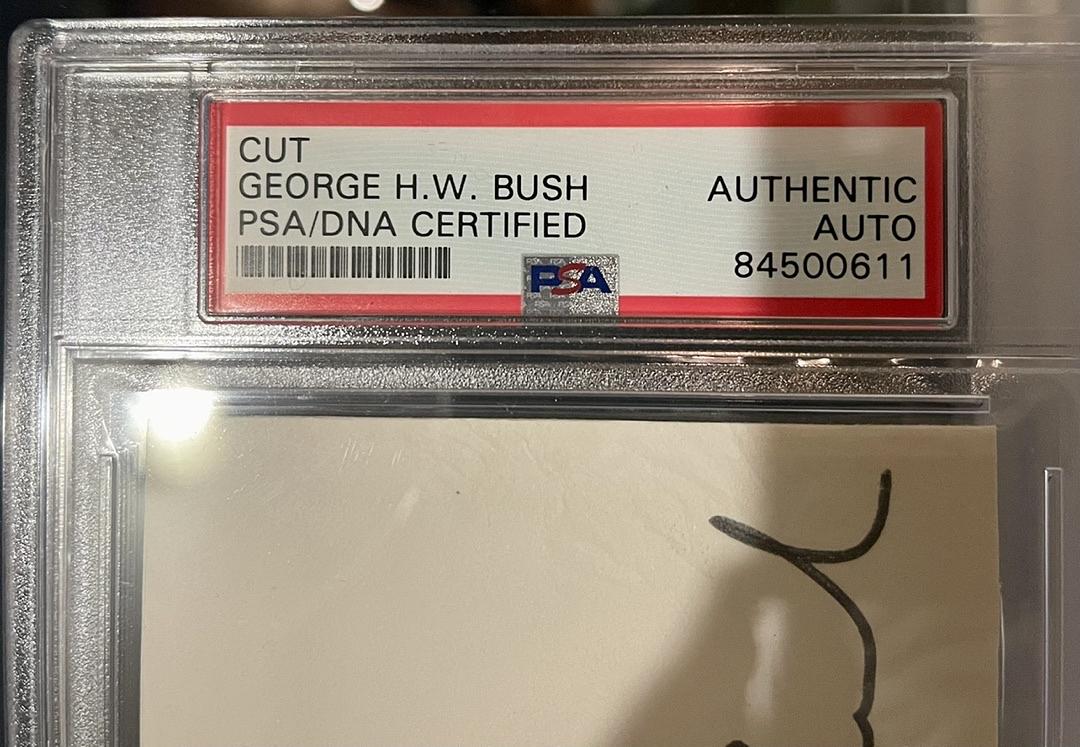 CUT
GEORGE H.W. BUSH
PSA/DNA CERTIFIED
AUTHENTIC
AUTO
84500611
PSA